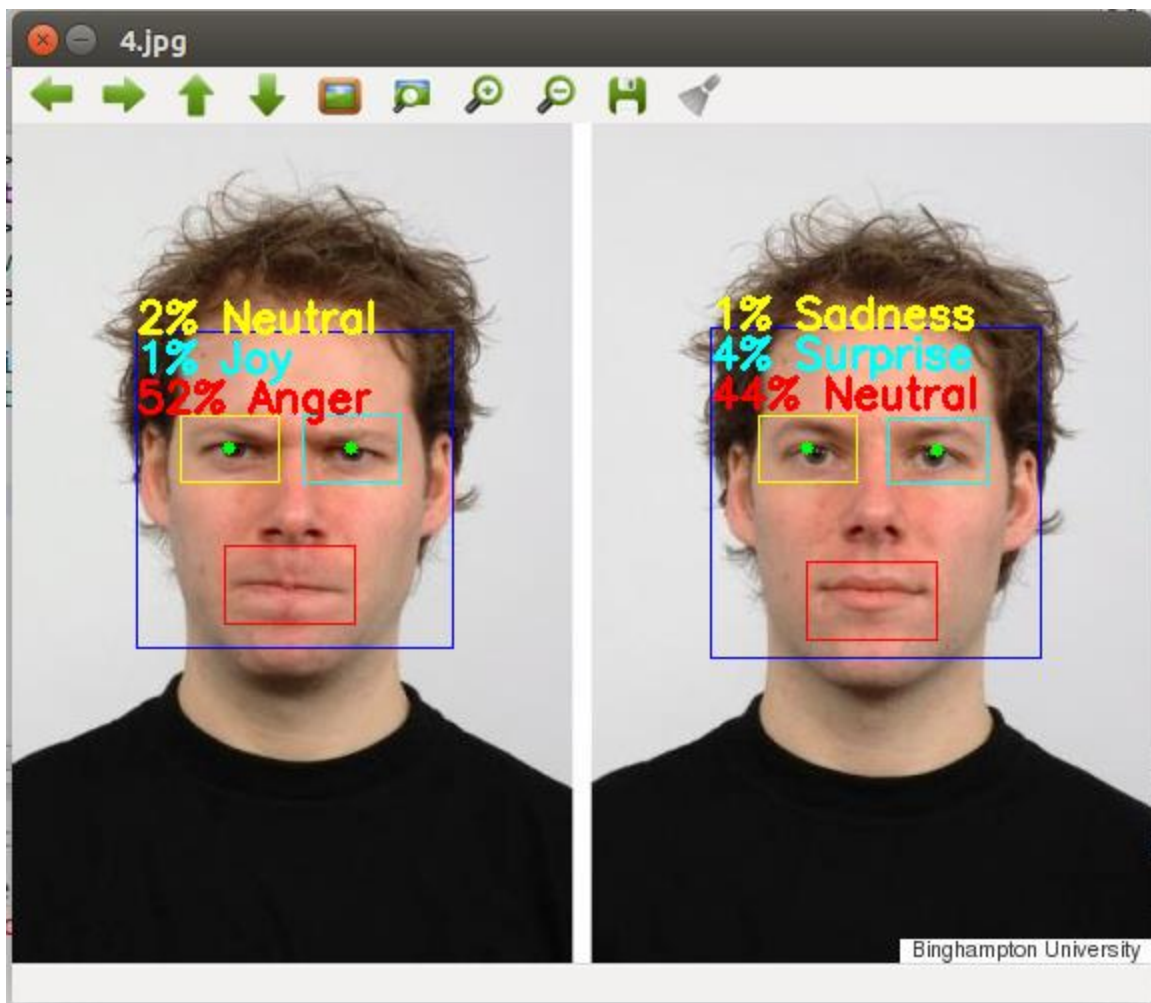 4.jpg
2% Neutral
1% Joy
52% Anger
1% Sadness
4% Surprise
44% Neutral
Binghampton University